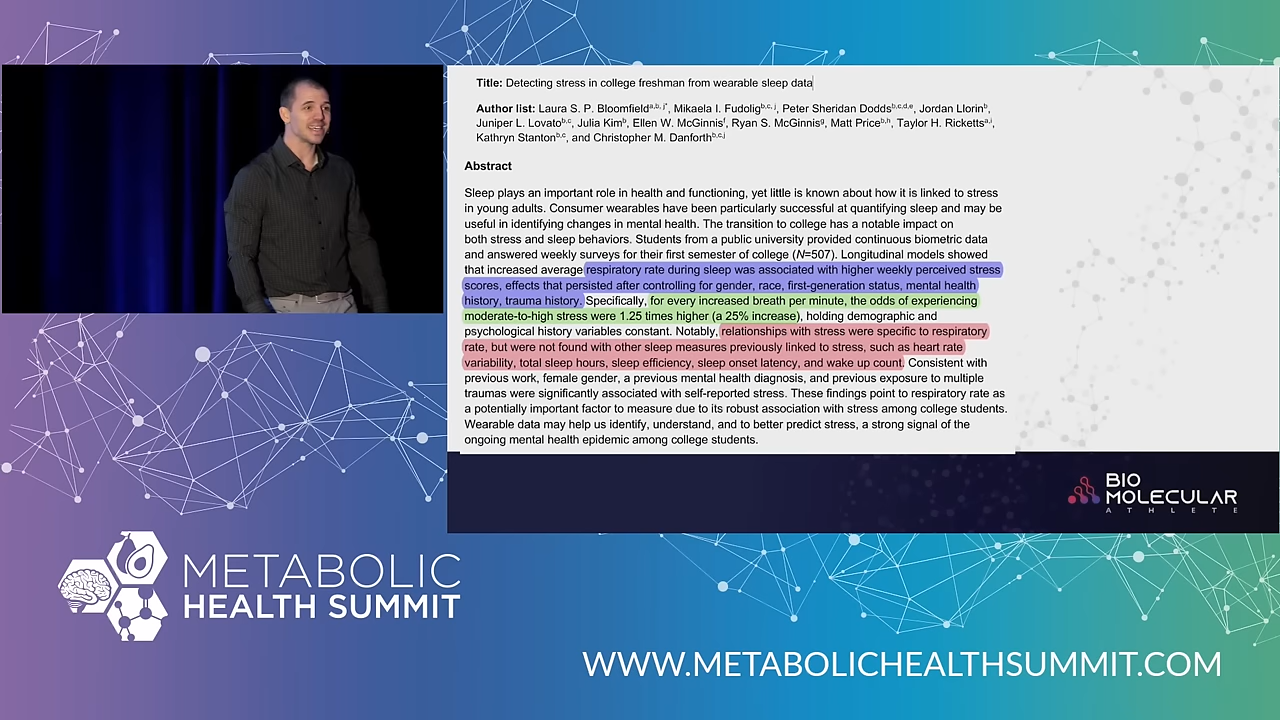 Title: Detecting stress in college freshman from wearable sleep data
Author list: Laura S. P. Bloomfieldᵃ,ᵇ, ʲ*, Mikaela I. Fudoligᵇ,ᶜ, ʲ, Peter Sheridan Doddsᵇ,ᶜ,ᵈ,ᵉ, Jordan Llorinᵇ,
Juniper L. Lovatoᵇ,ᶜ, Julia Kimᵇ, Ellen W. McGinnisᶠ, Ryan S. McGinnisᵍ, Matt Priceᵇ,ʰ, Taylor H. Rickettsᵃ,ⁱ,
Kathryn Stantonᵇ,ᶜ, and Christopher M. Danforthᵇ,ᶜ,ʲ
Abstract
Sleep plays an important role in health and functioning, yet little is known about how it is linked to stress
in young adults. Consumer wearables have been particularly successful at quantifying sleep and may be
useful in identifying changes in mental health. The transition to college has a notable impact on
both stress and sleep behaviors. Students from a public university provided continuous biometric data
and answered weekly surveys for their first semester of college (N=507). Longitudinal models showed
that increased average respiratory rate during sleep was associated with higher weekly perceived stress
scores, effects that persisted after controlling for gender, race, first-generation status, mental health
history, trauma history. Specifically, for every increased breath per minute, the odds of experiencing
moderate-to-high stress were 1.25 times higher (a 25% increase), holding demographic and
psychological history variables constant. Notably, relationships with stress were specific to respiratory
rate, but were not found with other sleep measures previously linked to stress, such as heart rate
variability, total sleep hours, sleep efficiency, sleep onset latency, and wake up count. Consistent with
previous work, female gender, a previous mental health diagnosis, and previous exposure to multiple
traumas were significantly associated with self-reported stress. These findings point to respiratory rate as
a potentially important factor to measure due to its robust association with stress among college students.
Wearable data may help us identify, understand, and to better predict stress, a strong signal of the
ongoing mental health epidemic among college students.
BIO
MOLECULAR
ATHLETE
METABOLIC
HEALTH SUMMIT
WWW.METABOLICHEALTHSUMMIT.COM